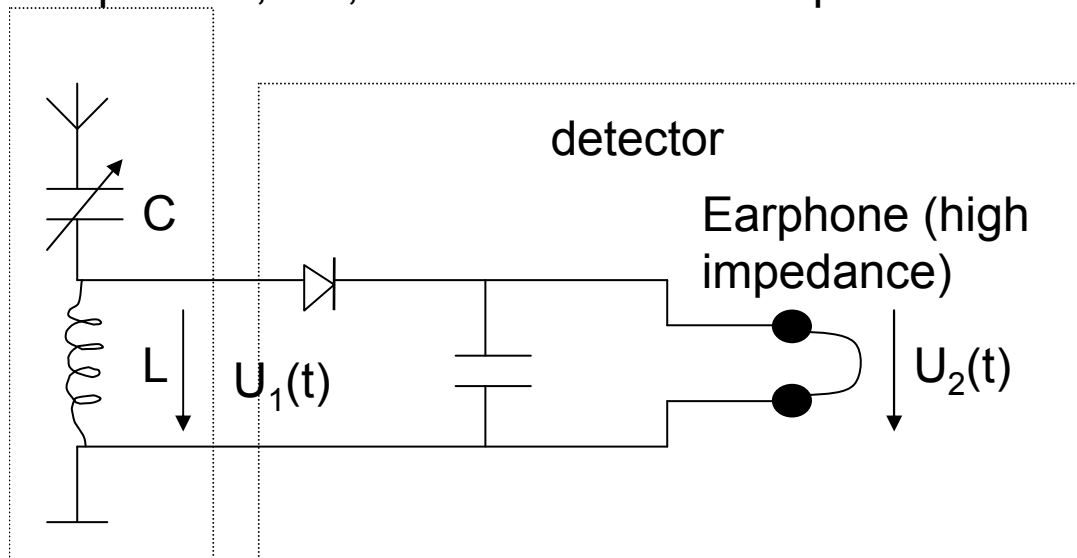 detector
C
Earphone (high
impedance)
L
U₁(t)
U₂(t)